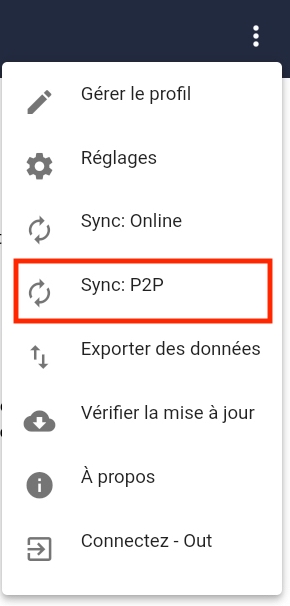 Gérer le profil
Réglages
Sync: Online
Sync: P2P
Exporter des données
Vérifier la mise à jour
À propos
Connectez - Out